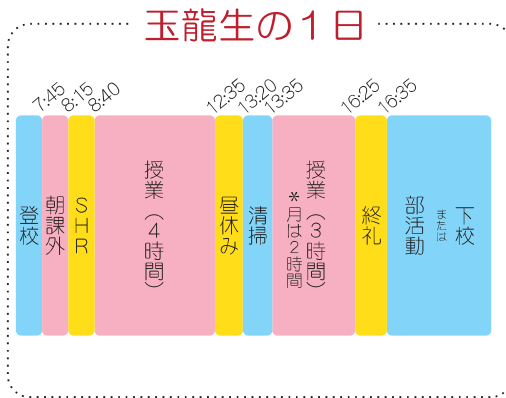 玉龍生の１日
7:45
8:15
8:40
12:35
13:20
13:35
16:25
16:35
登校
朝課外
SHR
授業（4時間）
昼休み
清掃
授業（3時間）
*月は2時間
終礼
部活動
または
下校